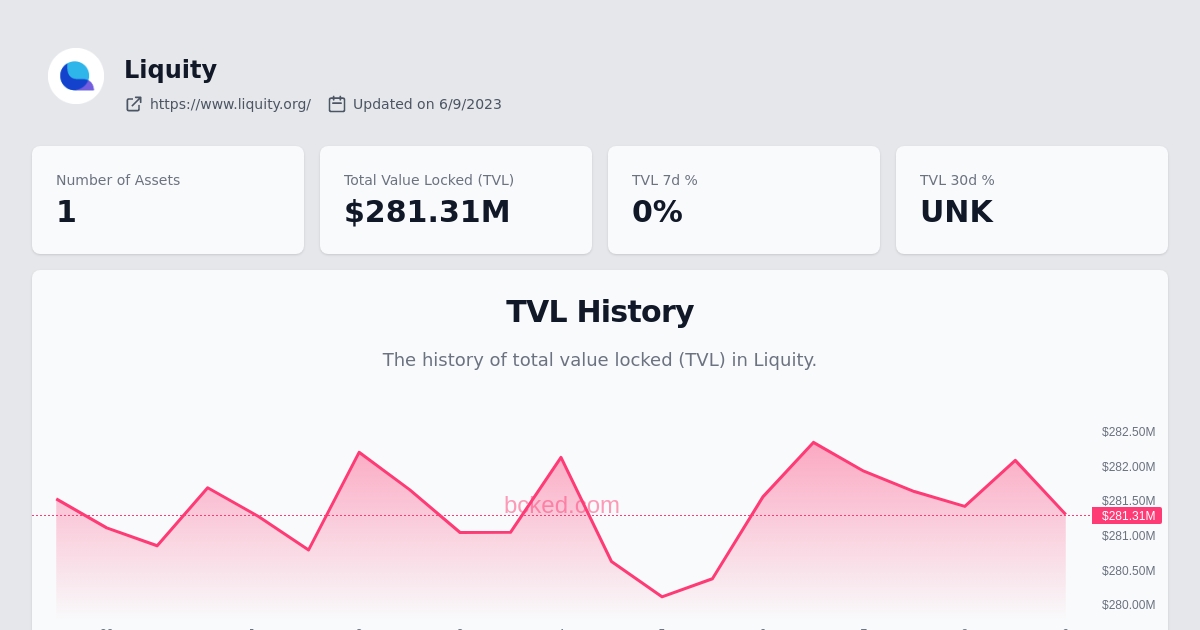 Liquity
https://www.liquity.org/ Updated on 6/9/2023
Number of Assets
1
Total Value Locked (TVL)
$281.31M
TVL 7d %
0%
TVL 30d %
UNK
TVL History
The history of total value locked (TVL) in Liquity.
$282.50M
$282.00M
boked.com
$281.50M
$281.31M
$281.00M
$280.50M
$280.00M